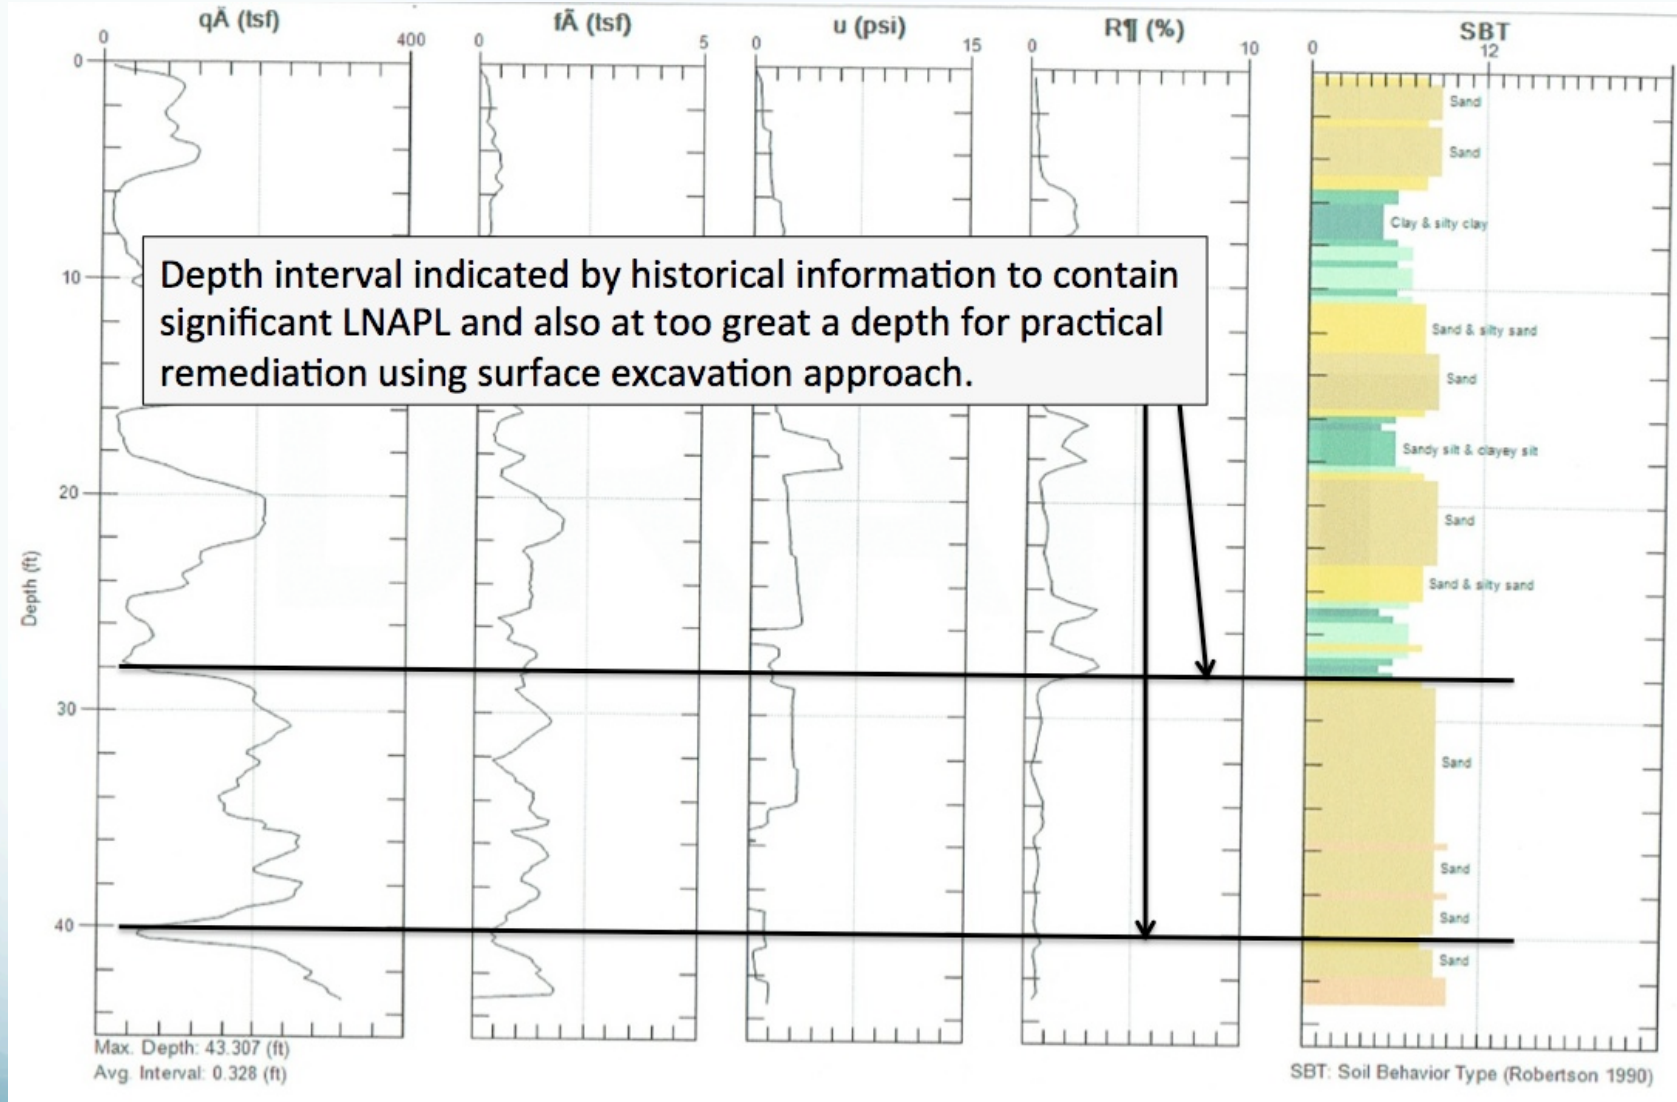 qÄ (tsf)
fÃ (tsf)
u (psi)
R¶ (%)
SBT
0
400
0
5
0
15
0
10
0
12
0
10
20
30
40
Depth (ft)
Sand
Sand
Clay & silty clay
Sand & silty sand
Sand
Sandy silt & clayey silt
Sand
Sand & silty sand
Sand
Sand
Sand
Sand
Depth interval indicated by historical information to contain
significant LNAPL and also at too great a depth for practical
remediation using surface excavation approach.
Max. Depth: 43.307 (ft)
Avg. Interval: 0.328 (ft)
SBT: Soil Behavior Type (Robertson 1990)